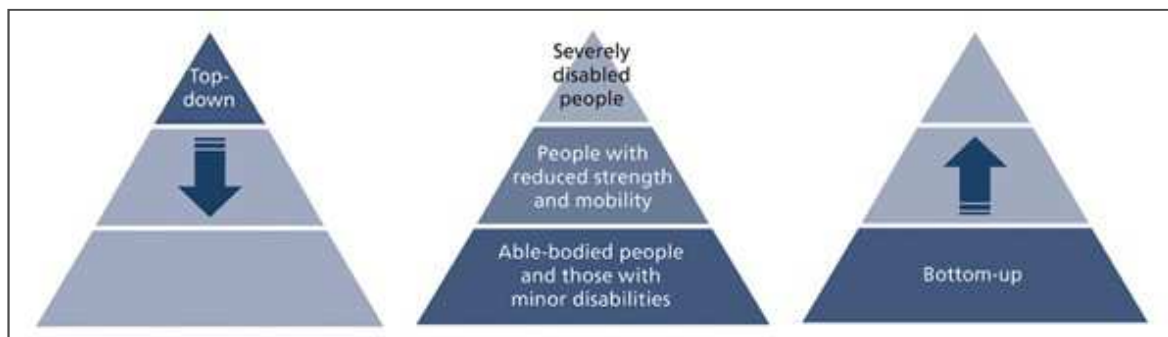 Top-
down
Severely
disabled
people
People with
reduced strength
and mobility
Able-bodied people
and those with
minor disabilities
Bottom-up